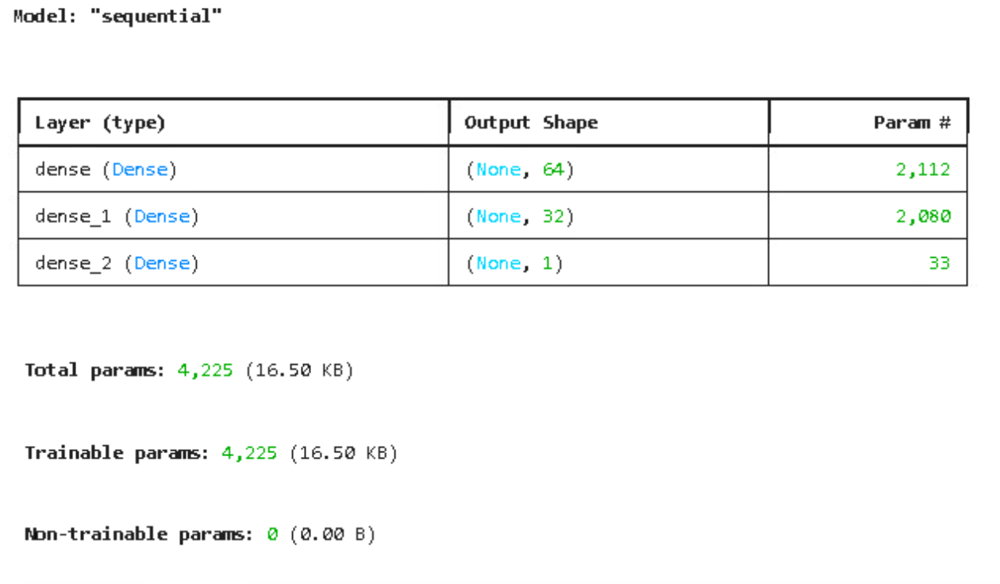 Model: "sequential"
Layer (type) Output Shape Param #
dense (Dense) (None, 64) 2,112
dense_1 (Dense) (None, 32) 2,080
dense_2 (Dense) (None, 1) 33
Total params: 4,225 (16.50 KB)
Trainable params: 4,225 (16.50 KB)
Non-trainable params: 0 (0.00 B)